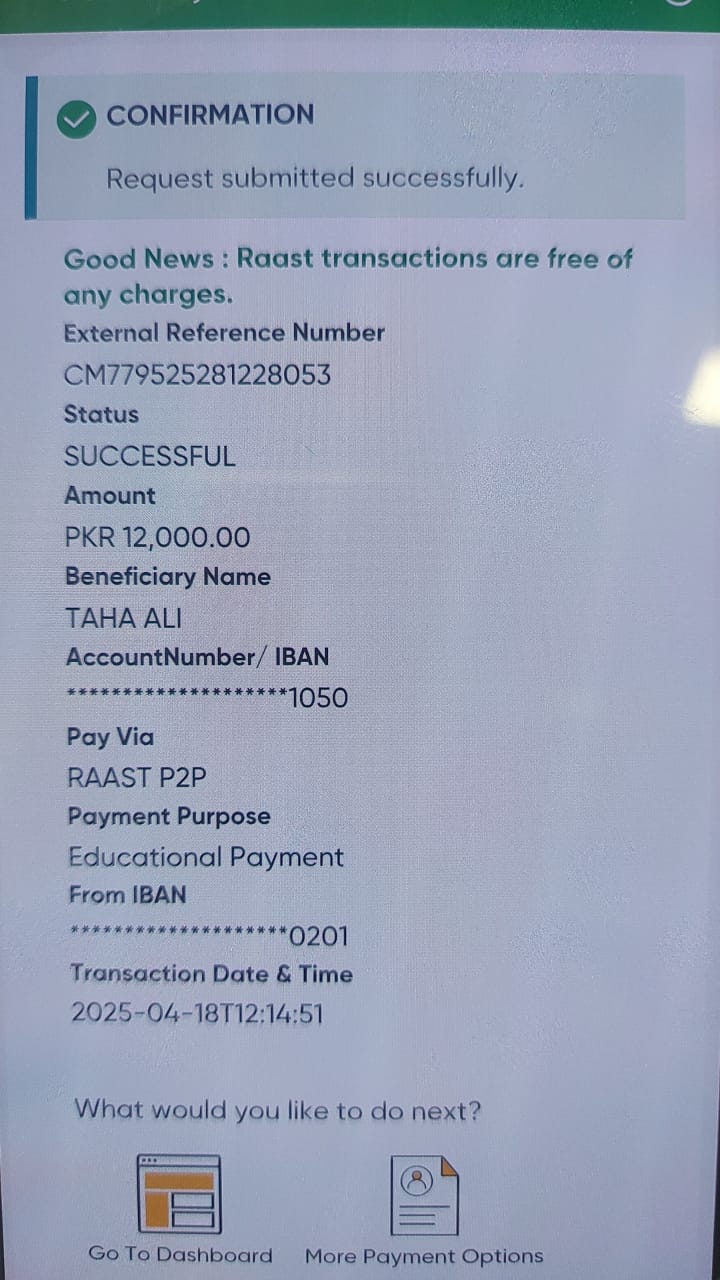 CONFIRMATION
Request submitted successfully.
Good News : Raast transactions are free of
any charges.
External Reference Number
CM779525281228053
Status
SUCCESSFUL
Amount
PKR 12,000.00
Beneficiary Name
TAHA ALI
AccountNumber/ IBAN
********************1050
Pay Via
RAAST P2P
Payment Purpose
Educational Payment
From IBAN
********************0201
Transaction Date & Time
2025-04-18T12:14:51
What would you like to do next?
Go To Dashboard More Payment Options